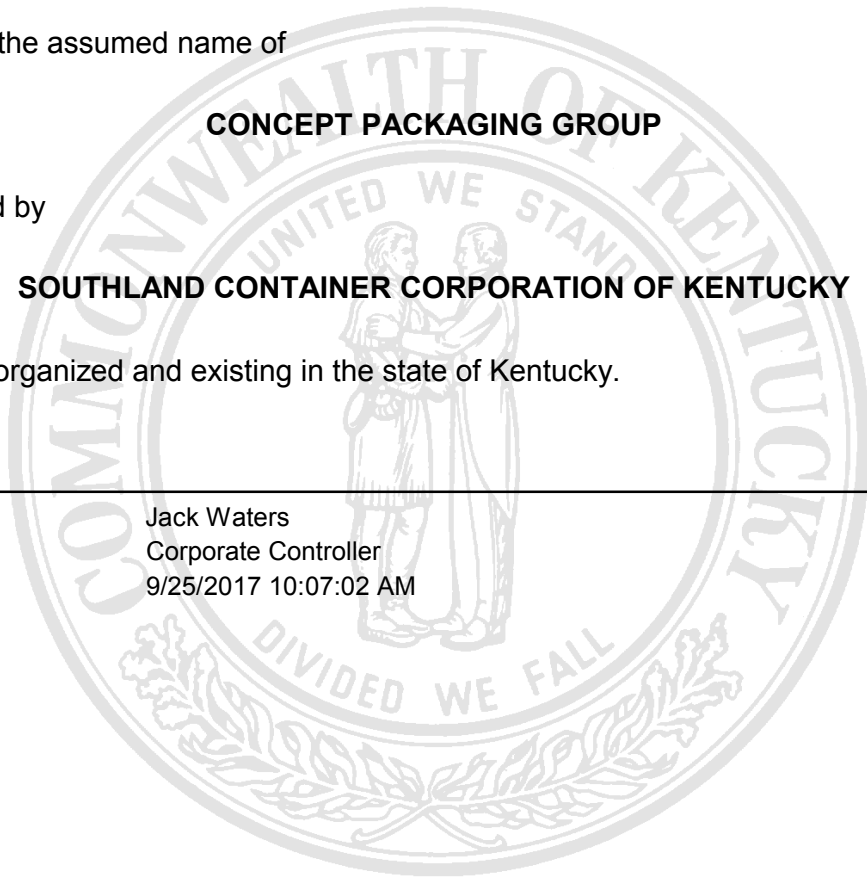 the assumed name of
CONCEPT PACKAGING GROUP
d by
SOUTHLAND CONTAINER CORPORATION OF KENTUCKY
organized and existing in the state of Kentucky.
Jack Waters
Corporate Controller
9/25/2017 10:07:02 AM
COMMONWEALTH OF KENTUCKY
UNITED WE STAND
DIVIDED WE FALL